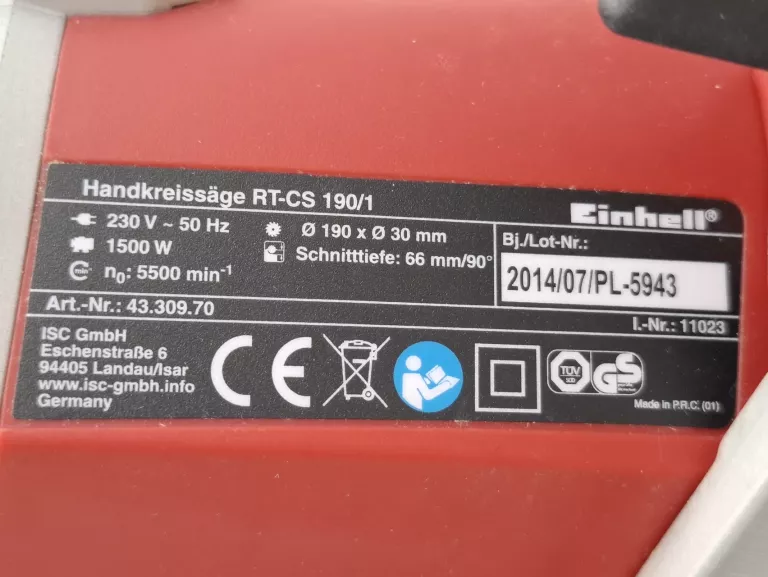 Handkreissäge RT-CS 190/1
Einhell®
230 V ~ 50 Hz
1500 W
min⁻¹
n₀: 5500 min⁻¹
Ø 190 x Ø 30 mm
Schnitttiefe: 66 mm/90°
Bj./Lot-Nr.:
2014/07/PL-5943
Art.-Nr.: 43.309.70
I.-Nr.: 11023
ISC GmbH
Eschenstraße 6
94405 Landau/Isar
www.isc-gmbh.info
Germany
CE
TÜV
GS
Made in P.R.C. (01)